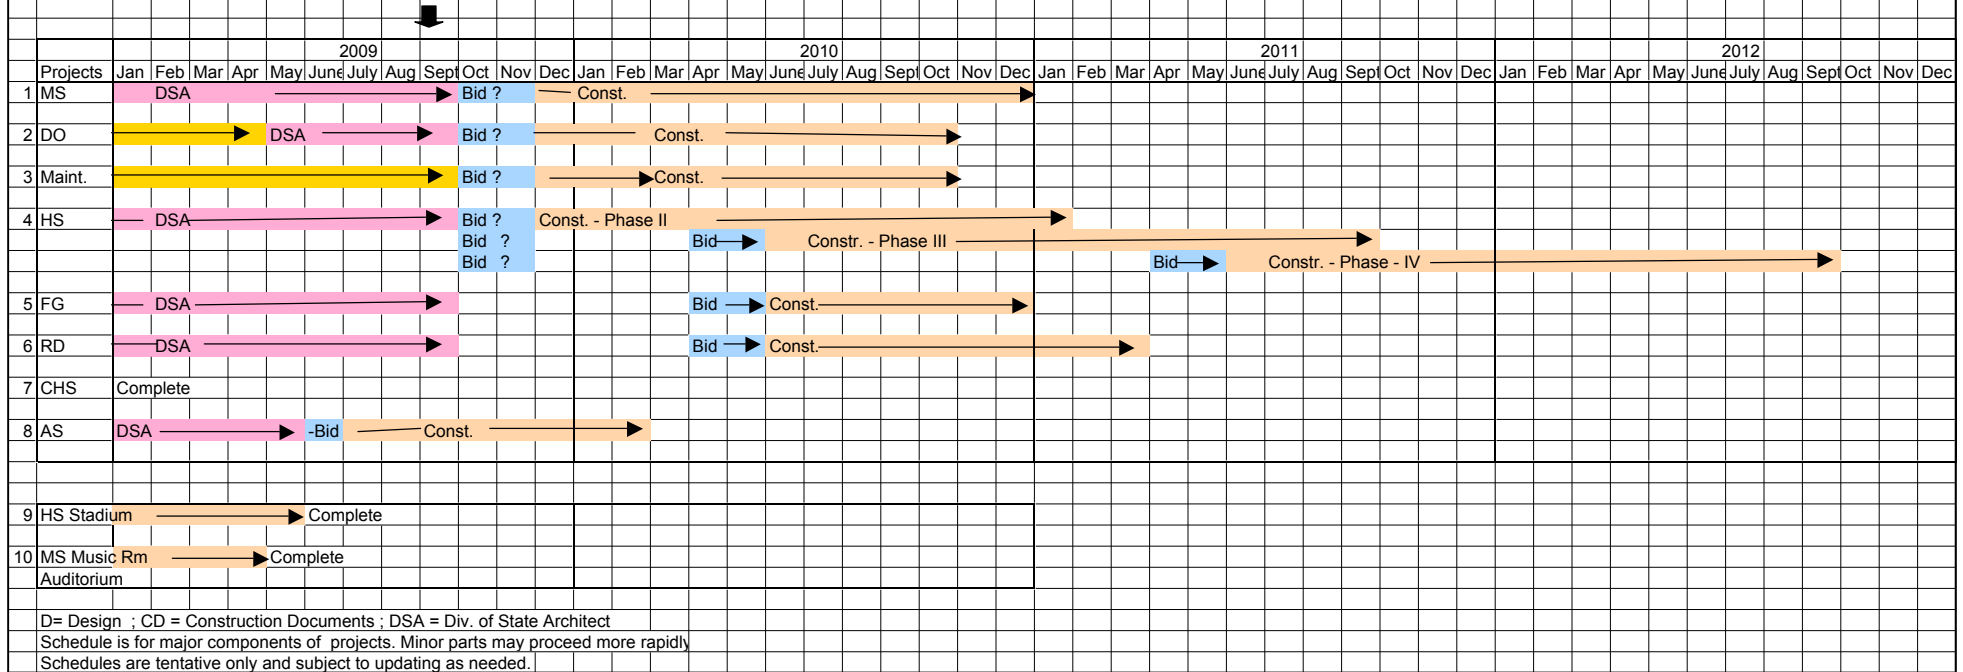 2009 2010 2011 2012
Projects Jan Feb Mar Apr May June July Aug Sept Oct Nov Dec Jan Feb Mar Apr May June July Aug Sept Oct Nov Dec Jan Feb Mar Apr May June July Aug Sept Oct Nov Dec Jan Feb Mar Apr May June July Aug Sept Oct Nov Dec
1 MS DSA Bid ? Const.
2 DO DSA Bid ? Const.
3 Maint. Bid ? Const.
4 HS DSA Bid ? Const. - Phase II
Bid ? Bid Constr. - Phase III
Bid ? Bid Constr. - Phase - IV
5 FG DSA Bid Const.
6 RD DSA Bid Const.
7 CHS Complete
8 AS DSA -Bid Const.
9 HS Stadium Complete
10 MS Music Rm Complete
Auditorium
D= Design ; CD = Construction Documents ; DSA = Div. of State Architect
Schedule is for major components of projects. Minor parts may proceed more rapidly
Schedules are tentative only and subject to updating as needed.